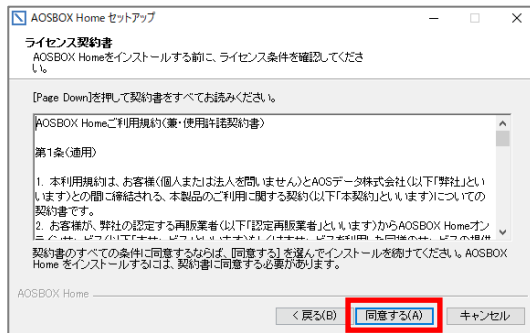 AOSBOX Home セットアップ
ライセンス契約書
AOSBOX Homeをインストールする前に、ライセンス条件を確認してくださ
い。
[Page Down]を押して契約書をすべてお読みください。
AOSBOX Homeご利用規約(兼・使用許諾契約書)
第1条(適用)
1. 本利用規約は、お客様(個人または法人を問いません)とAOSデータ株式会社(以下「弊社」とい
います)との間に締結される、本製品のご利用に関する契約(以下「本契約」といいます)についての
契約書です。
2. お客様が、弊社の認定する再販業者(以下「認定再販業者」といいます)からAOSBOX Homeオン
契約書のすべての条件に同意するならば、[同意する] を選んでインストールを続けてください。 AOSBOX
Home をインストールするには、契約書に同意する必要があります。
AOSBOX Home
< 戻る(B)
同意する(A)
キャンセル